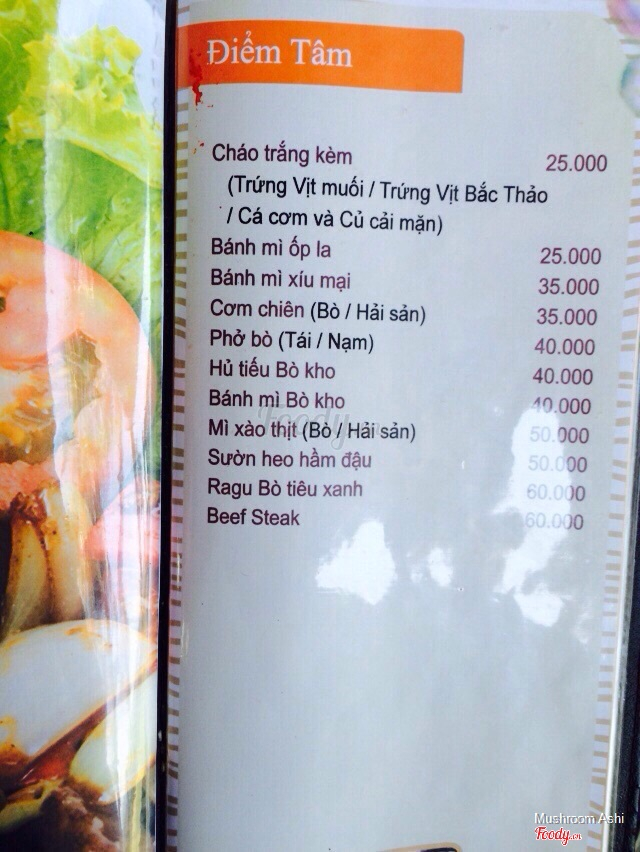 Điểm Tâm
Cháo trắng kèm 25.000
(Trứng Vịt muối / Trứng Vịt Bắc Thảo
/ Cá cơm và Củ cải mặn)
Bánh mì ốp la 25.000
Bánh mì xíu mại 35.000
Cơm chiên (Bò / Hải sản) 35.000
Phở bò (Tái / Nạm) 40.000
Hủ tiếu Bò kho 40.000
Bánh mì Bò kho 40.000
Mì xào thịt (Bò / Hải sản) 50.000
Sườn heo hầm đậu 50.000
Ragu Bò tiêu xanh 60.000
Beef Steak 60.000
Foody
Mushroom Ashi
Foody.vn